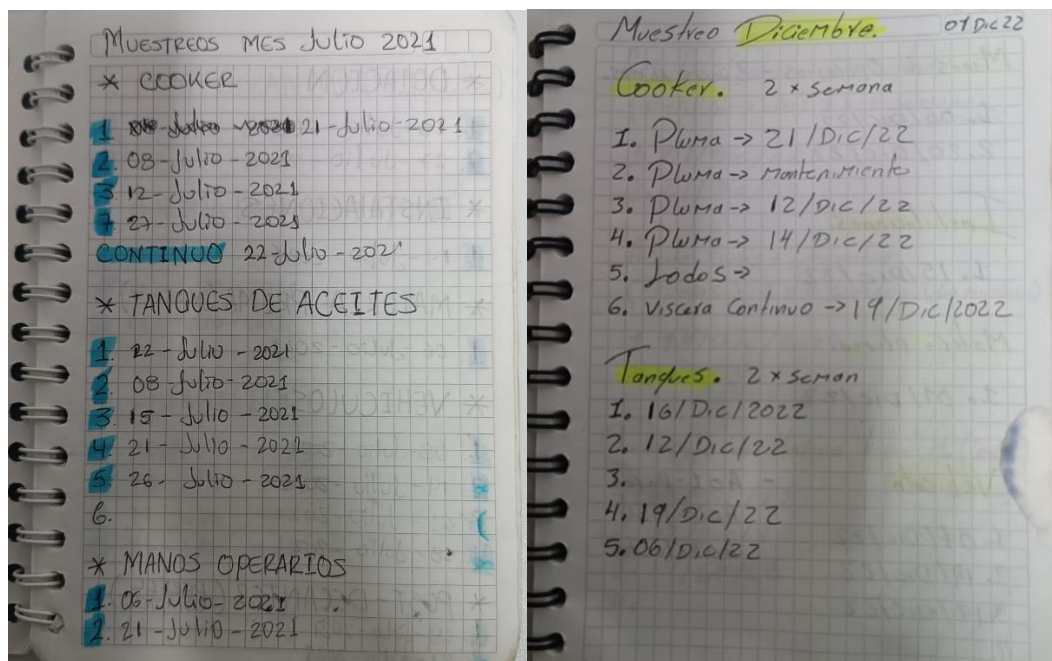 MUESTREOS MES Julio 2021
* COOKER
1. 21-Julio-2021
2. 08-Julio-2021
3. 12-Julio-2021
7. 27-Julio-2021
CONTINUO 22-Julio-202
* TANQUES DE ACEITES
1. 22-Julio-2021
2. 08-Julio-2021
3. 15-Julio-2021
4. 21-Julio-2021
5. 26-Julio-2021
6.
* MANOS OPERARIOS
1. 06-Julio-2021
2. 21-Julio-2021
Muestreo Diciembre. 01 Dic 22
Cooker. 2 x semana
1. Pluma -> 21/Dic/22
2. Pluma -> Mantenimiento
3. Pluma -> 12/Dic/22
4. Pluma -> 14/Dic/22
5. Lodos ->
6. Viscera Continuo -> 19/Dic/2022
Tanques. 2 x seman
1. 16/Dic/2022
2. 12/Dic/22
3.
4. 19/Dic/22
5. 06/Dic/22